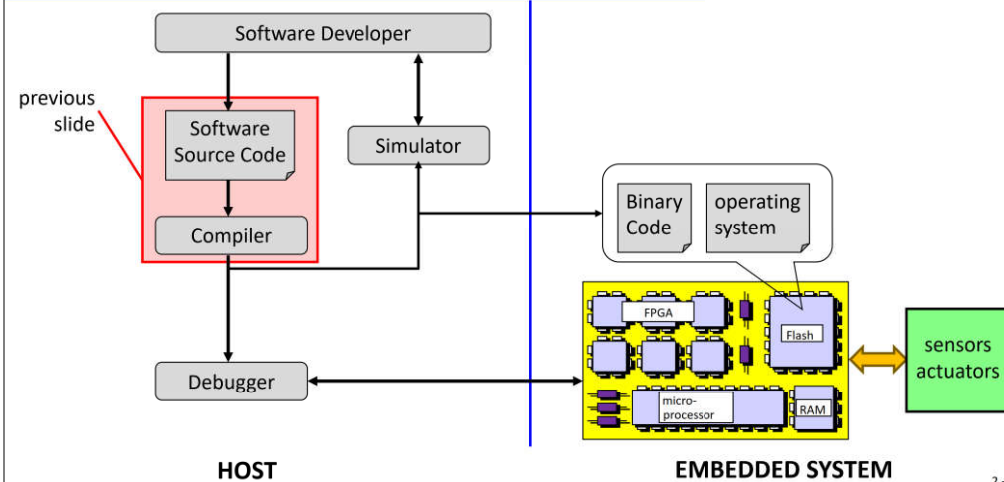 Software Developer
previous
slide
Software
Source Code
Simulator
Compiler
Binary
Code
operating
system
FPGA
Flash
sensors
actuators
Debugger
micro-
processor
RAM
HOST
EMBEDDED SYSTEM